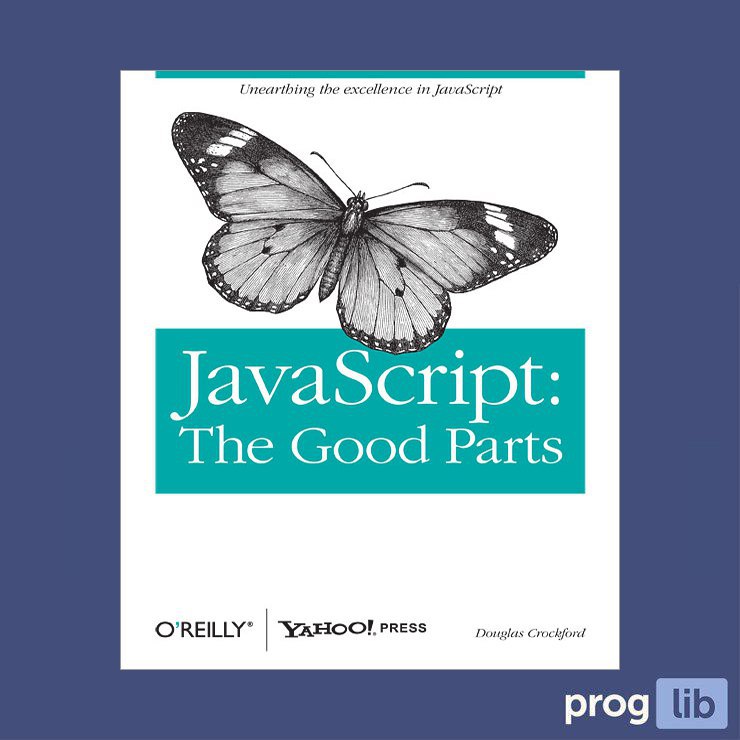 Unearthing the excellence in JavaScript
JavaScript:
The Good Parts
O'REILLY® | YAHOO! PRESS
Douglas Crockford
prog lib